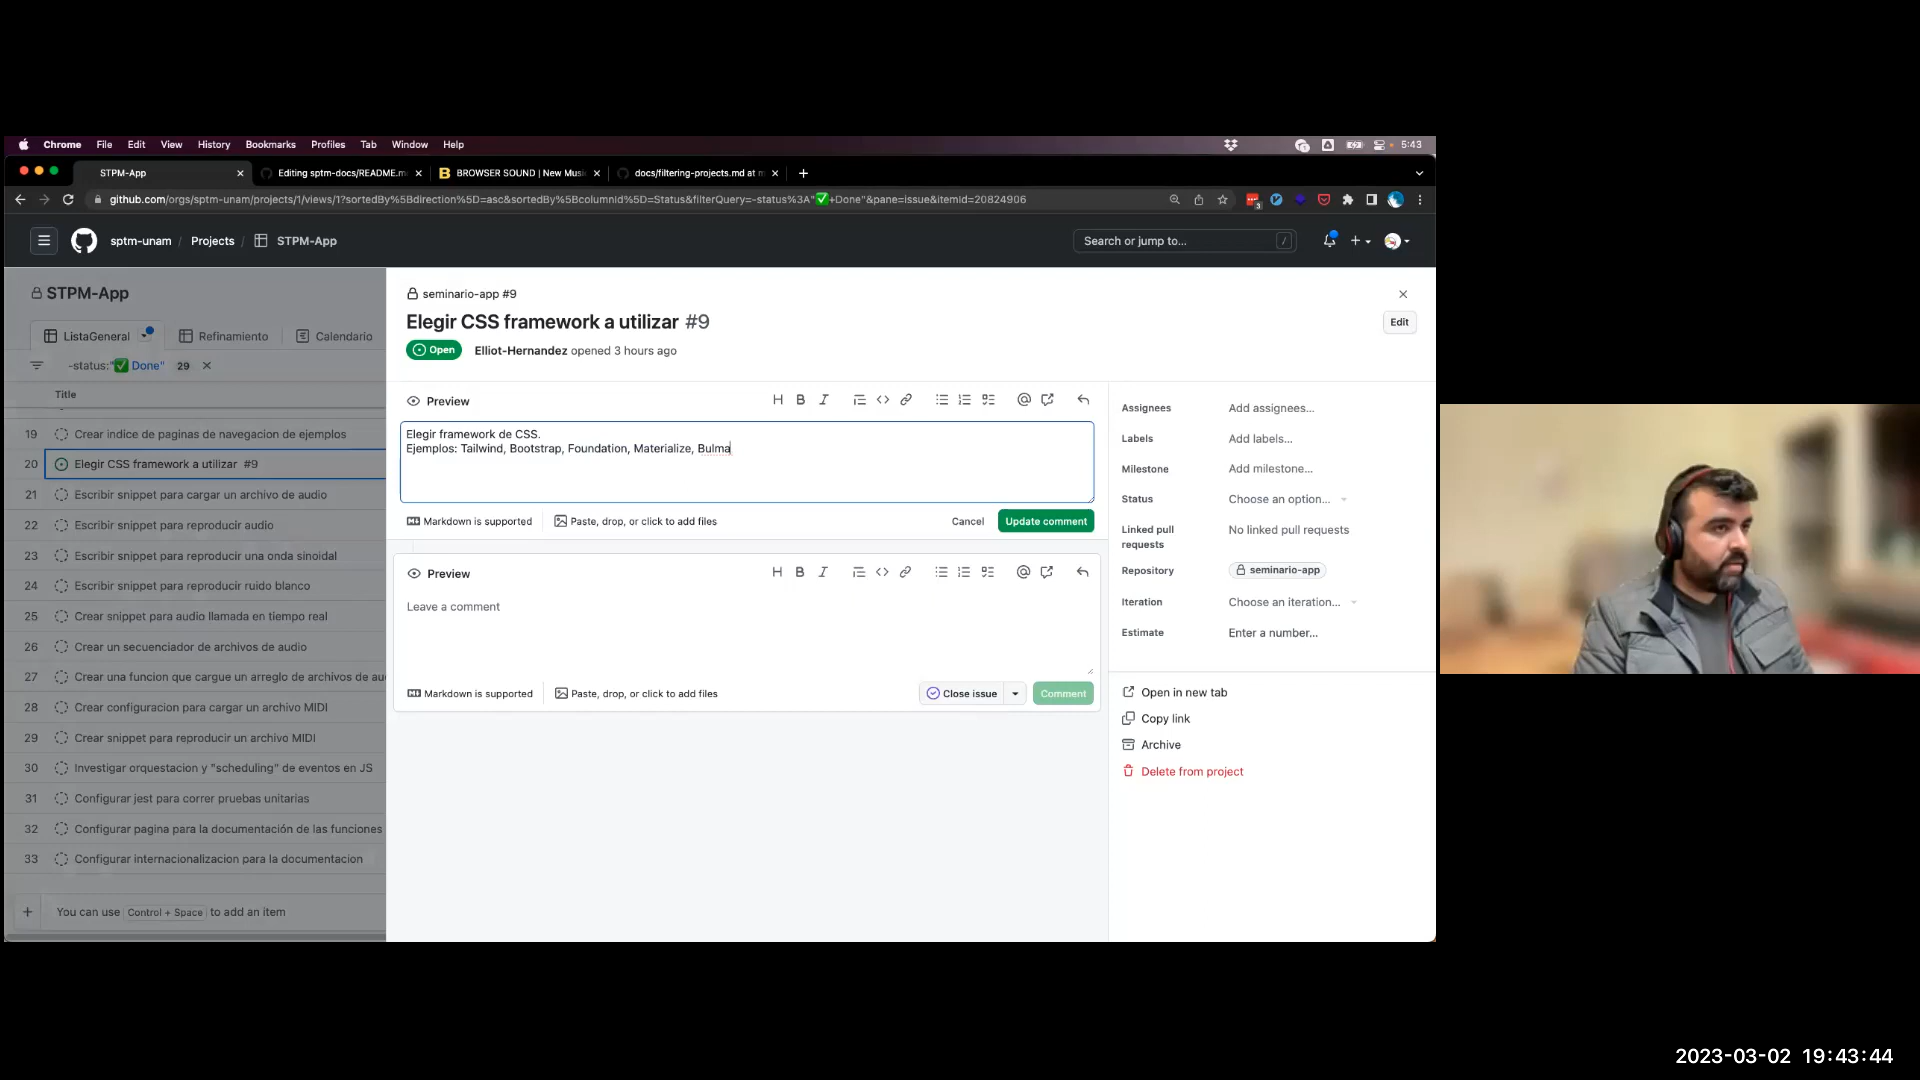 Chrome File Edit View History Bookmarks Profiles Tab Window Help 5:43
STPM-App Editing sptm-docs/README.m BROWSER SOUND | New Musi docs/filtering-projects.md at m
github.com/orgs/sptm-unam/projects/1/views/1?sortedBy%5Bdirection%5D=asc&sortedBy%5BcolumnId%5D=Status&filterQuery=-status%3A"✅+Done"&pane=issue&itemId=20824906
sptm-unam / Projects / STPM-App Search or jump to... /
STPM-App
ListaGeneral Refinamiento Calendario
-status:"✅ Done" 29
Title
19 Crear indice de paginas de navegacion de ejemplos
20 Elegir CSS framework a utilizar #9
21 Escribir snippet para cargar un archivo de audio
22 Escribir snippet para reproducir audio
23 Escribir snippet para reproducir una onda sinoidal
24 Escribir snippet para reproducir ruido blanco
25 Crear snippet para audio llamada en tiempo real
26 Crear un secuenciador de archivos de audio
27 Crear una funcion que cargue un arreglo de archivos de au
28 Crear configuracion para cargar un archivo MIDI
29 Crear snippet para reproducir un archivo MIDI
30 Investigar orquestacion y "scheduling" de eventos en JS
31 Configurar jest para correr pruebas unitarias
32 Configurar pagina para la documentación de las funciones
33 Configurar internacionalizacion para la documentacion
You can use Control + Space to add an item
seminario-app #9
Elegir CSS framework a utilizar #9
Edit
Open Elliot-Hernandez opened 3 hours ago
Preview
Elegir framework de CSS.
Ejemplos: Tailwind, Bootstrap, Foundation, Materialize, Bulma
Markdown is supported Paste, drop, or click to add files Cancel Update comment
Preview
Leave a comment
Markdown is supported Paste, drop, or click to add files Close issue Comment
Assignees Add assignees...
Labels Add labels...
Milestone Add milestone...
Status Choose an option...
Linked pull requests No linked pull requests
Repository seminario-app
Iteration Choose an iteration...
Estimate Enter a number...
Open in new tab
Copy link
Archive
Delete from project
2023-03-02 19:43:44